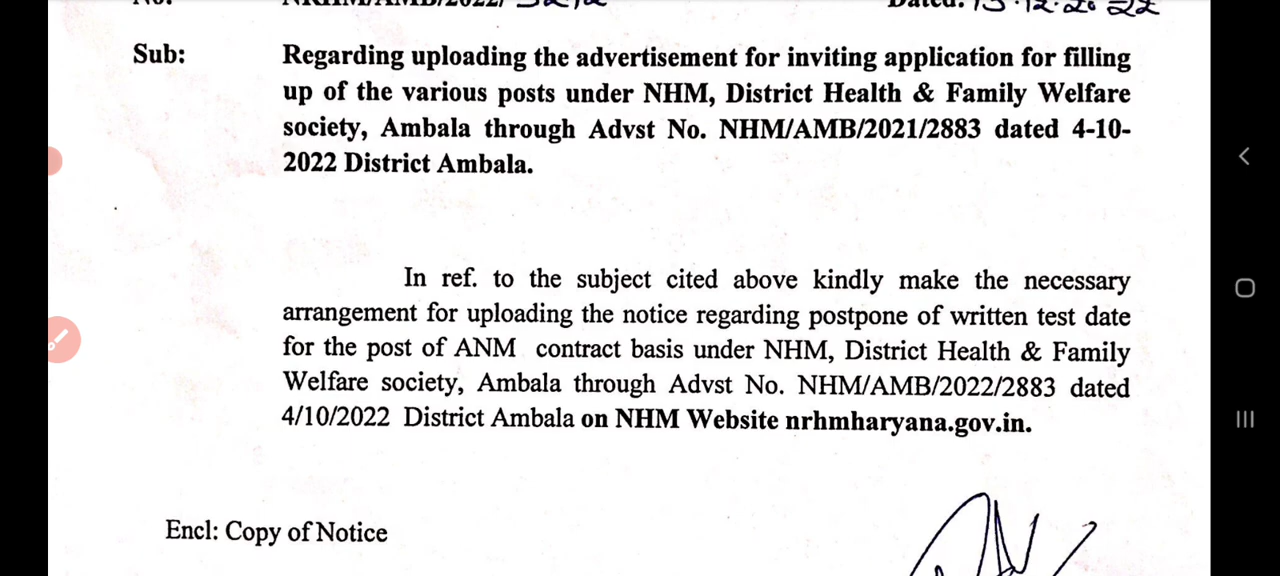 Sub: Regarding uploading the advertisement for inviting application for filling
up of the various posts under NHM, District Health & Family Welfare
society, Ambala through Advst No. NHM/AMB/2021/2883 dated 4-10-
2022 District Ambala.
In ref. to the subject cited above kindly make the necessary
arrangement for uploading the notice regarding postpone of written test date
for the post of ANM contract basis under NHM, District Health & Family
Welfare society, Ambala through Advst No. NHM/AMB/2022/2883 dated
4/10/2022 District Ambala on NHM Website nrhmharyana.gov.in.
Encl: Copy of Notice